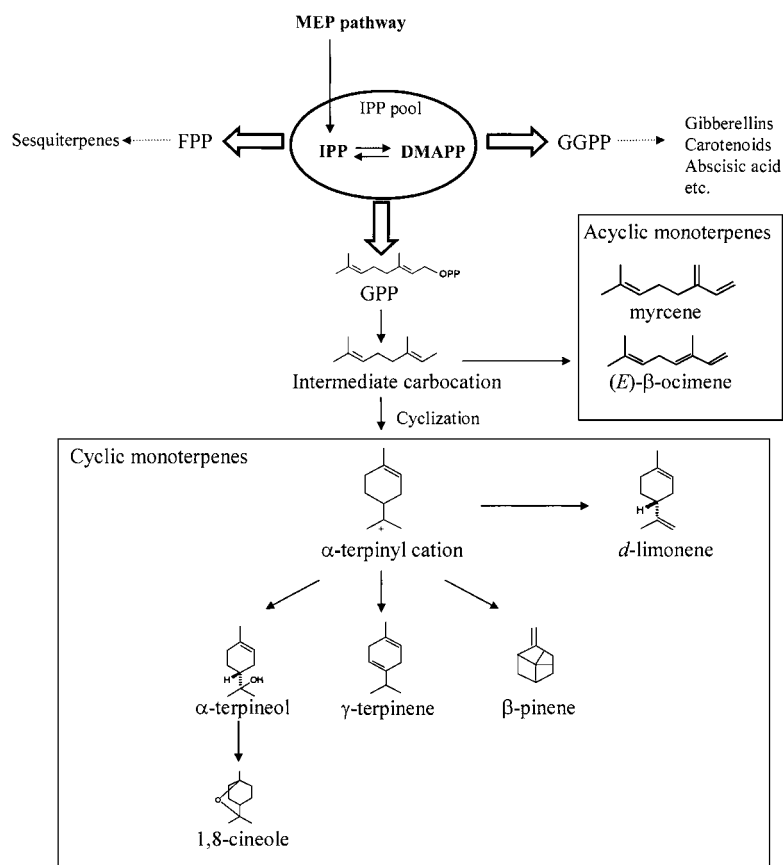 MEP pathway
IPP pool
Sesquiterpenes
FPP
IPP
DMAPP
GGPP
Gibberellins
Carotenoids
Abscisic acid
etc.
OPP
GPP
Acyclic monoterpenes
myrcene
(E)-β-ocimene
Intermediate carbocation
Cyclization
Cyclic monoterpenes
+
α-terpinyl cation
H
d-limonene
H
OH
α-terpineol
γ-terpinene
β-pinene
O
1,8-cineole